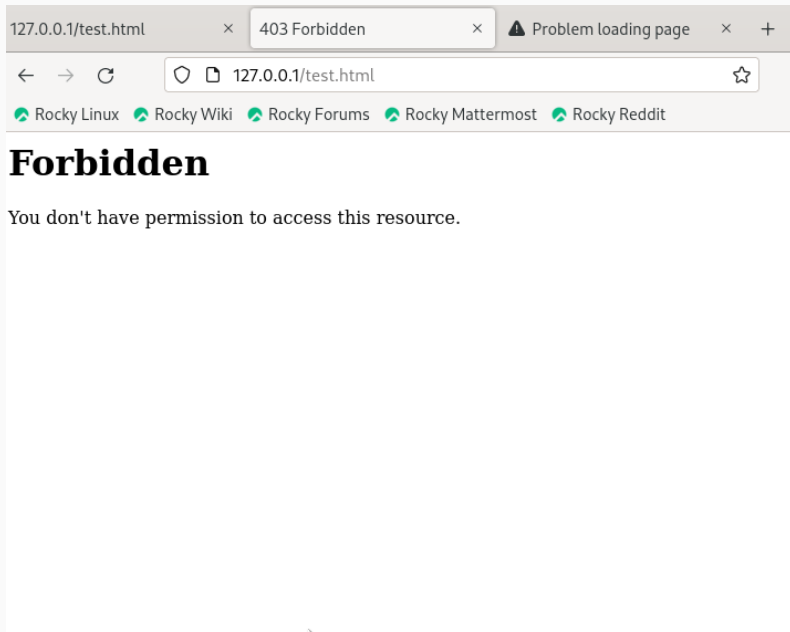 127.0.0.1/test.html × 403 Forbidden × Problem loading page × +
127.0.0.1/test.html
Rocky Linux Rocky Wiki Rocky Forums Rocky Mattermost Rocky Reddit
Forbidden
You don't have permission to access this resource.